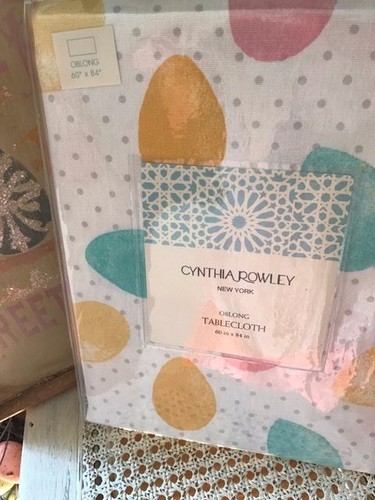 OBLONG
60" x 84"
CYNTHIA ROWLEY
NEW YORK
OBLONG
TABLECLOTH
60 in x 84 in